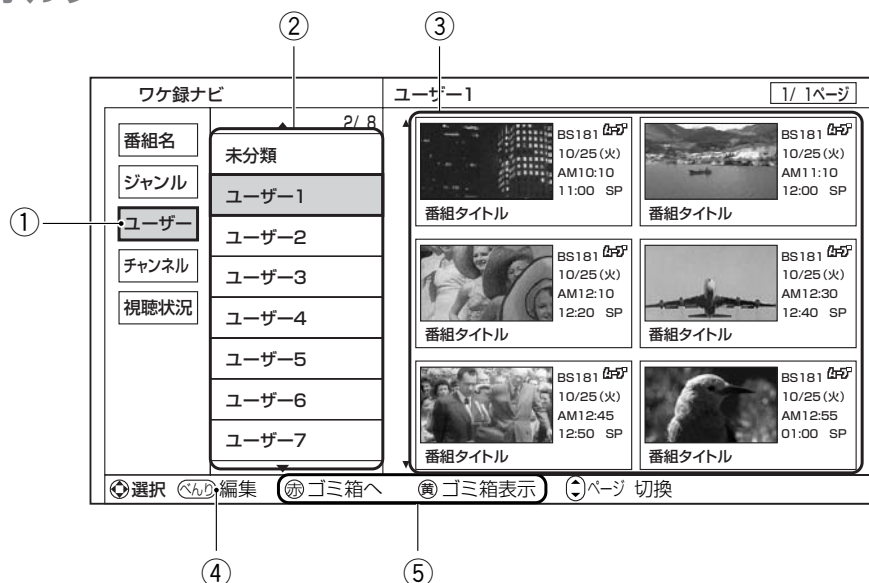 ② ③
ワケ録ナビ
ユーザー1
1/ 1ページ
2/ 8
番組名
ジャンル
① ユーザー
チャンネル
視聴状況
未分類
ユーザー1
ユーザー2
ユーザー3
ユーザー4
ユーザー5
ユーザー6
ユーザー7
BS181
10/25(火)
AM10:10
11:00 SP
番組タイトル
BS181
10/25(火)
AM11:10
12:00 SP
番組タイトル
BS181
10/25(火)
AM12:10
12:20 SP
番組タイトル
BS181
10/25(火)
AM12:30
12:40 SP
番組タイトル
BS181
10/25(火)
AM12:45
12:50 SP
番組タイトル
BS181
10/25(火)
AM12:55
01:00 SP
番組タイトル
選択 べんり 編集 赤 ゴミ箱へ 黄 ゴミ箱表示 ページ 切換
④ ⑤